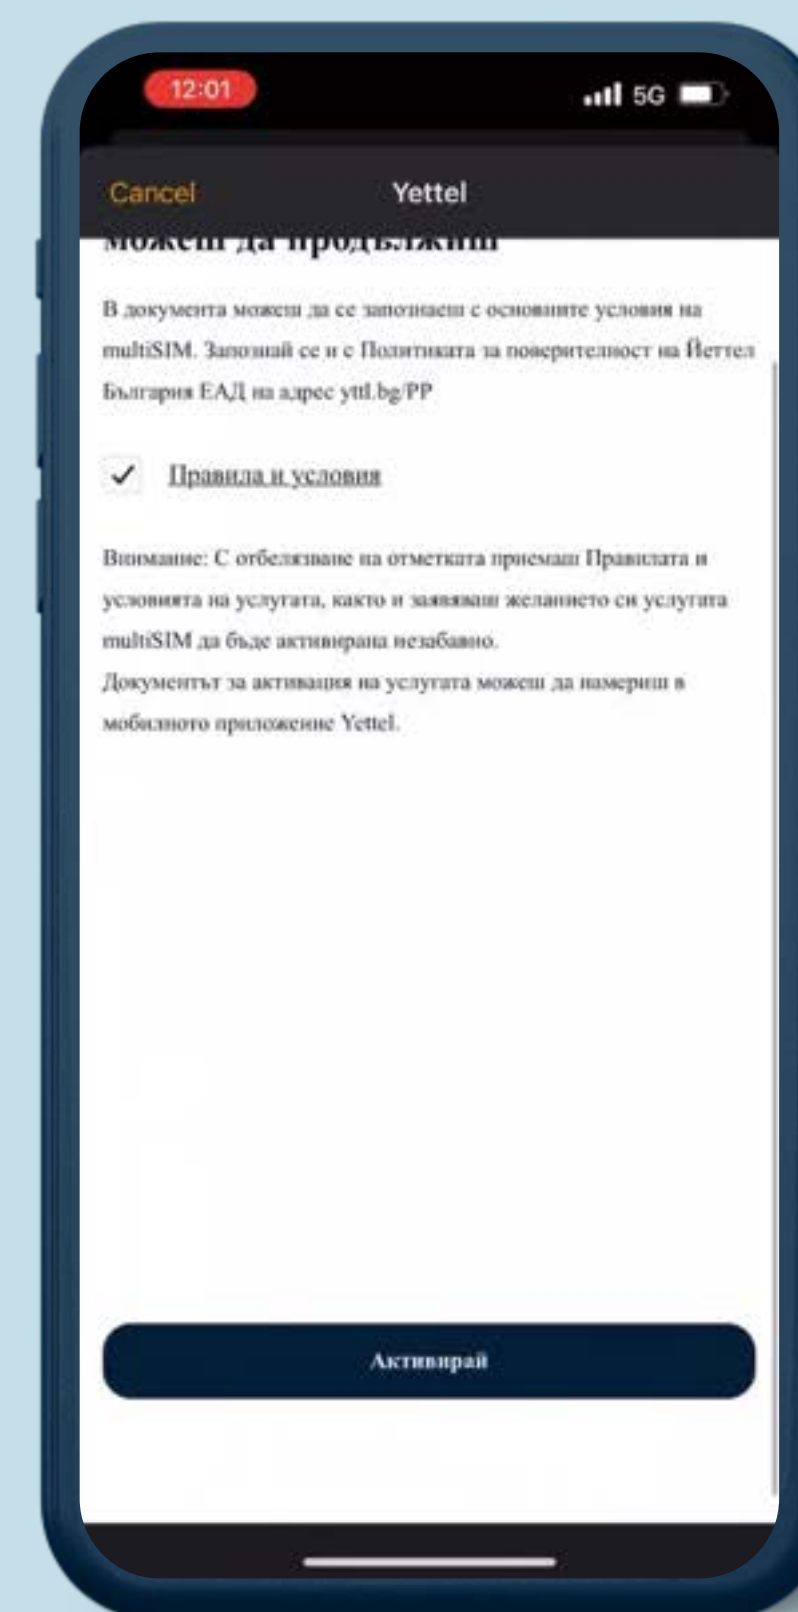 12:01
5G
Cancel
Yettel
можеш да продължиш
В документа можеш да се запознаеш с основните условия на
multiSIM. Запознай се и с Политиката за поверителност на Йеттел
България ЕАД на адрес yttl.bg/PP
Правила и условия
Внимание: С отбелязване на отметката приемаш Правилата и
условията на услугата, както и заявяваш желанието си услугата
multiSIM да бъде активирана незабавно.
Документът за активация на услугата можеш да намериш в
мобилното приложение Yettel.
Активирай